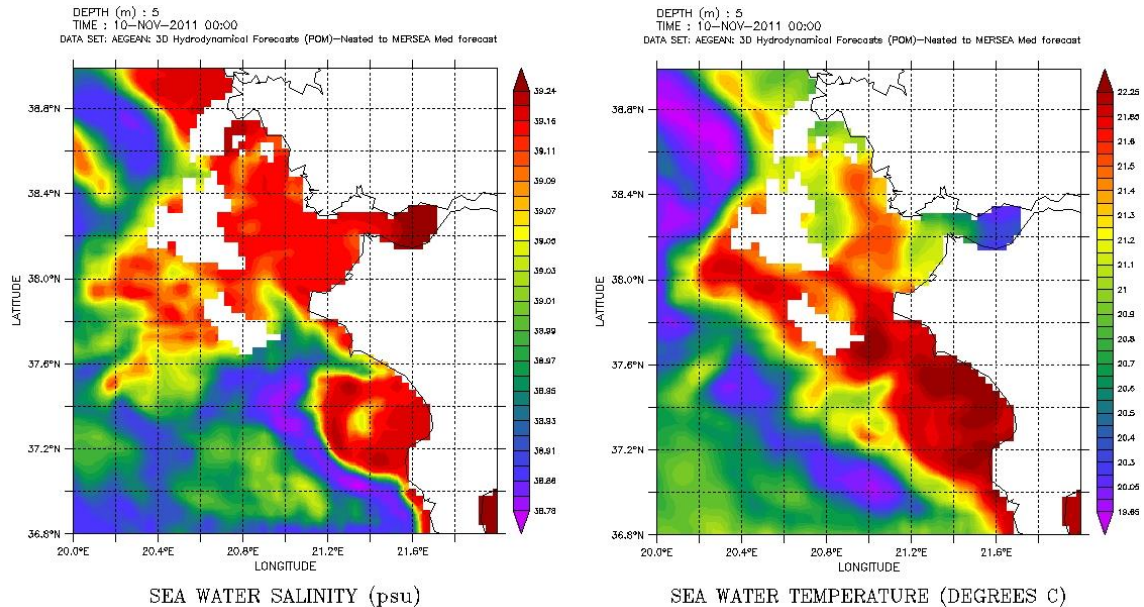 DEPTH (m) : 5
TIME : 10-NOV-2011 00:00
DATA SET: AEGEAN: 3D Hydrodynamical Forecasts (POM)-Nested to MERSEA Med forecast
38.8°N
38.4°N
38.0°N
37.6°N
37.2°N
36.8°N
LATITUDE
20.0°E 20.4°E 20.8°E 21.2°E 21.6°E
LONGITUDE
39.24
39.16
39.11
39.09
39.07
39.05
39.03
39.01
38.99
38.97
38.95
38.93
38.91
38.86
38.78
SEA WATER SALINITY (psu)
DEPTH (m) : 5
TIME : 10-NOV-2011 00:00
DATA SET: AEGEAN: 3D Hydrodynamical Forecasts (POM)-Nested to MERSEA Med forecast
38.8°N
38.4°N
38.0°N
37.6°N
37.2°N
36.8°N
LATITUDE
20.0°E 20.4°E 20.8°E 21.2°E 21.6°E
LONGITUDE
22.25
21.85
21.6
21.5
21.4
21.3
21.2
21.1
21
20.9
20.8
20.7
20.6
20.5
20.4
20.3
20.05
19.65
SEA WATER TEMPERATURE (DEGREES C)